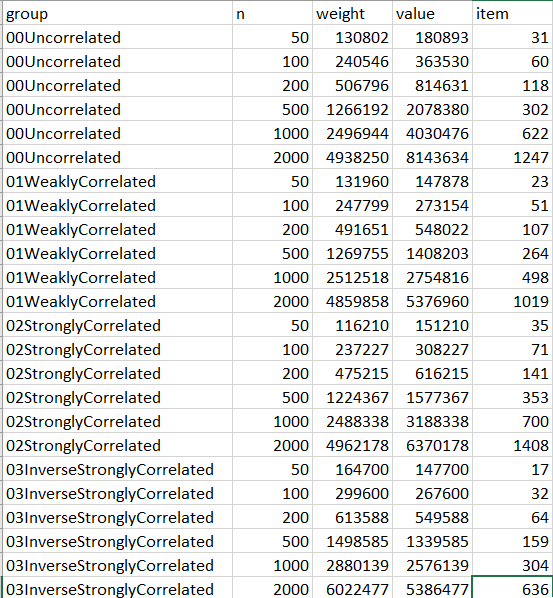 group n weight value item
00Uncorrelated 50 130802 180893 31
00Uncorrelated 100 240546 363530 60
00Uncorrelated 200 506796 814631 118
00Uncorrelated 500 1266192 2078380 302
00Uncorrelated 1000 2496944 4030476 622
00Uncorrelated 2000 4938250 8143634 1247
01WeaklyCorrelated 50 131960 147878 23
01WeaklyCorrelated 100 247799 273154 51
01WeaklyCorrelated 200 491651 548022 107
01WeaklyCorrelated 500 1269755 1408203 264
01WeaklyCorrelated 1000 2512518 2754816 498
01WeaklyCorrelated 2000 4859858 5376960 1019
02StronglyCorrelated 50 116210 151210 35
02StronglyCorrelated 100 237227 308227 71
02StronglyCorrelated 200 475215 616215 141
02StronglyCorrelated 500 1224367 1577367 353
02StronglyCorrelated 1000 2488338 3188338 700
02StronglyCorrelated 2000 4962178 6370178 1408
03InverseStronglyCorrelated 50 164700 147700 17
03InverseStronglyCorrelated 100 299600 267600 32
03InverseStronglyCorrelated 200 613588 549588 64
03InverseStronglyCorrelated 500 1498585 1339585 159
03InverseStronglyCorrelated 1000 2880139 2576139 304
03InverseStronglyCorrelated 2000 6022477 5386477 636